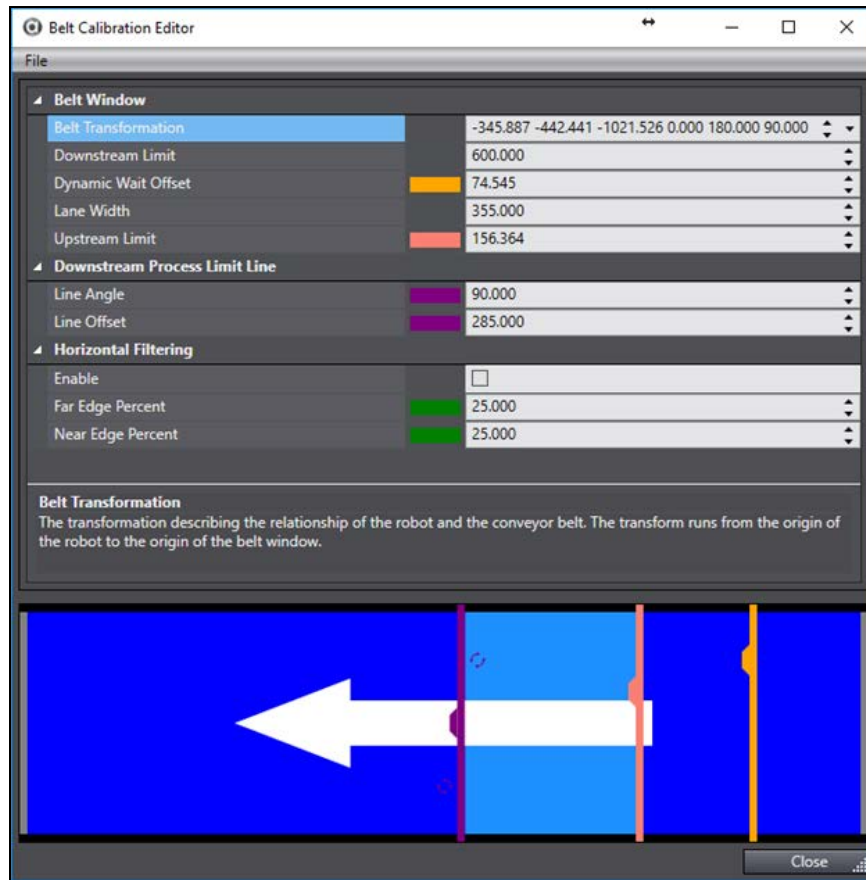 Belt Calibration Editor
File
Belt Window
Belt Transformation -345.887 -442.441 -1021.526 0.000 180.000 90.000
Downstream Limit 600.000
Dynamic Wait Offset 74.545
Lane Width 355.000
Upstream Limit 156.364
Downstream Process Limit Line
Line Angle 90.000
Line Offset 285.000
Horizontal Filtering
Enable
Far Edge Percent 25.000
Near Edge Percent 25.000
Belt Transformation
The transformation describing the relationship of the robot and the conveyor belt. The transform runs from the origin of
the robot to the origin of the belt window.
Close